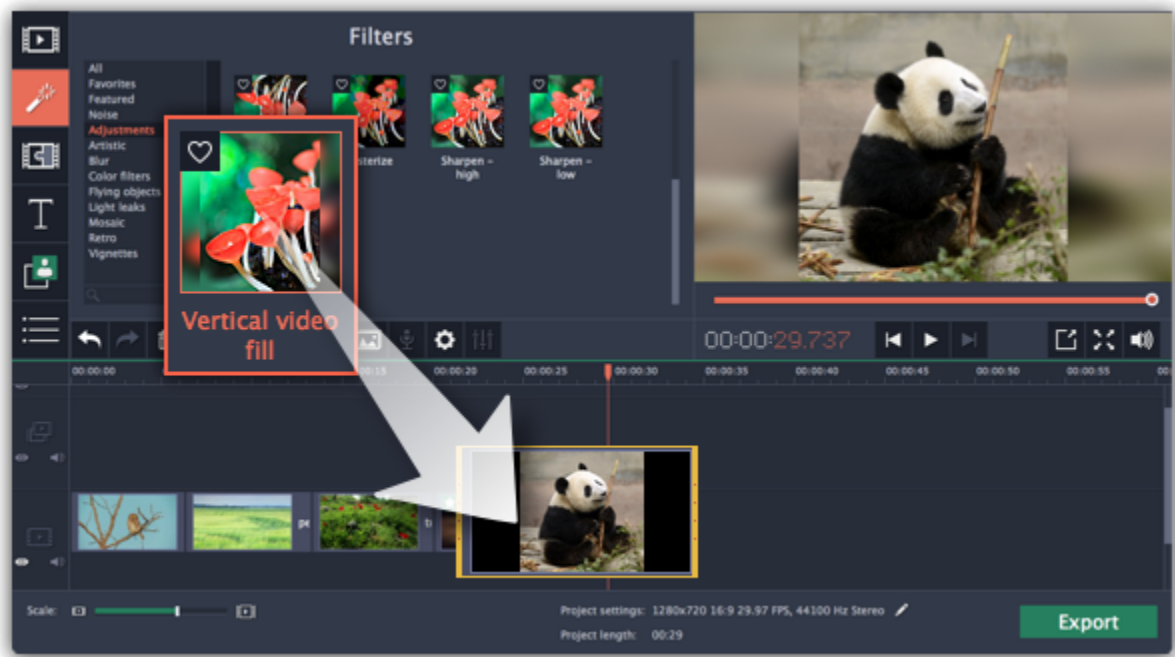 Filters
All
Favorites
Featured
Noise
Adjustments
Artistic
Blur
Color filters
Flying objects
Light leaks
Mosaic
Retro
Vignettes
sterize
Sharpen –
high
Sharpen –
low
Vertical video
fill
T
00:00:29.737
00:00:00 00:00:20 00:00:25 00:00:30 00:00:35 00:00:40 00:00:45 00:00:50 00:00:55
Scale:
Project settings: 1280x720 16:9 29.97 FPS, 44100 Hz Stereo
Project length: 00:29
Export